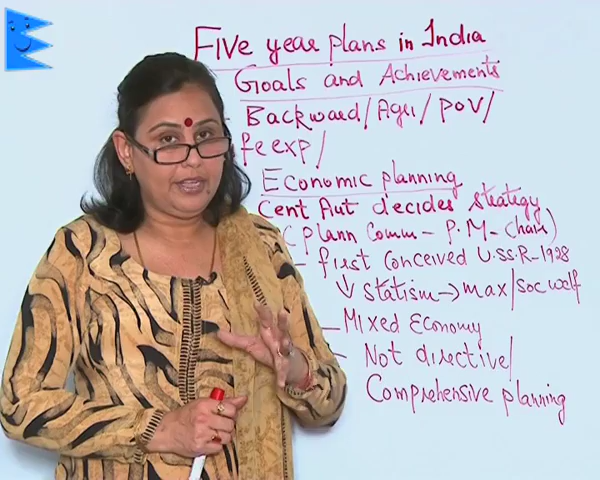 Five year plans in India
Goals and Achievements
Backward / Agri / pov /
fe exp /
Economic planning
Cent Aut decides strategy
( Plann Comm - P.M - Chair )
- first conceived U.S.S.R - 1928
↓ statism → max / soc welf
- Mixed Economy
- Not directive /
Comprehensive planning